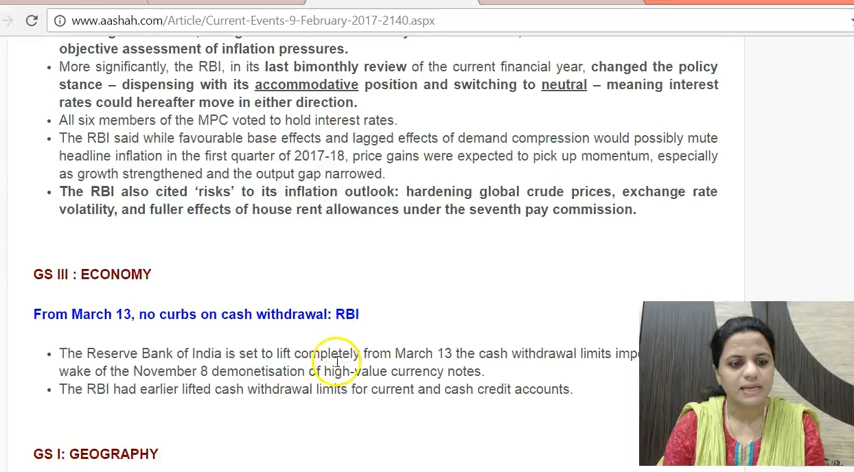 www.aashah.com/Article/Current-Events-9-February-2017-2140.aspx
objective assessment of inflation pressures.
• More significantly, the RBI, in its last bimonthly review of the current financial year, changed the policy
stance – dispensing with its accommodative position and switching to neutral – meaning interest
rates could hereafter move in either direction.
• All six members of the MPC voted to hold interest rates.
• The RBI said while favourable base effects and lagged effects of demand compression would possibly mute
headline inflation in the first quarter of 2017-18, price gains were expected to pick up momentum, especially
as growth strengthened and the output gap narrowed.
• The RBI also cited ‘risks’ to its inflation outlook: hardening global crude prices, exchange rate
volatility, and fuller effects of house rent allowances under the seventh pay commission.
GS III : ECONOMY
From March 13, no curbs on cash withdrawal: RBI
• The Reserve Bank of India is set to lift completely from March 13 the cash withdrawal limits
wake of the November 8 demonetisation of high-value currency notes.
• The RBI had earlier lifted cash withdrawal limits for current and cash credit accounts.
GS I: GEOGRAPHY